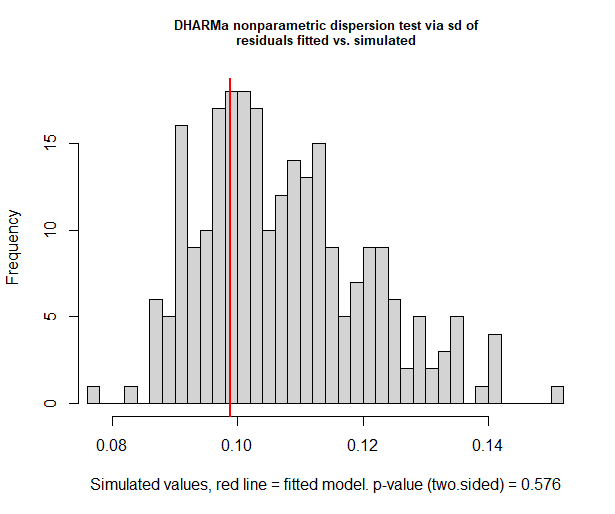 DHARMa nonparametric dispersion test via sd of
residuals fitted vs. simulated
Frequency
15
10
5
0
0.08 0.10 0.12 0.14
Simulated values, red line = fitted model. p-value (two.sided) = 0.576